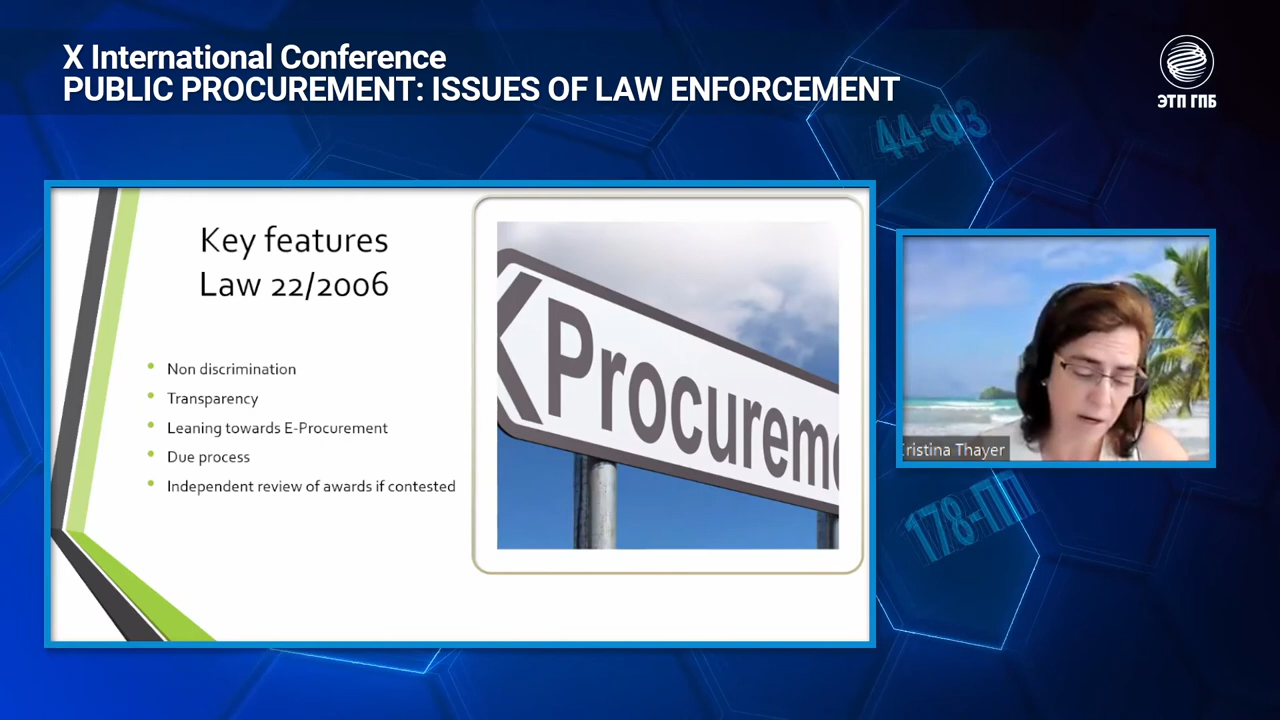 X International Conference
PUBLIC PROCUREMENT: ISSUES OF LAW ENFORCEMENT
ЭТП ГПБ
44-ФЗ
Key features
Law 22/2006
Non discrimination
Transparency
Leaning towards E-Procurement
Due process
Independent review of awards if contested
Procureme
ristina Thayer
178-ПП